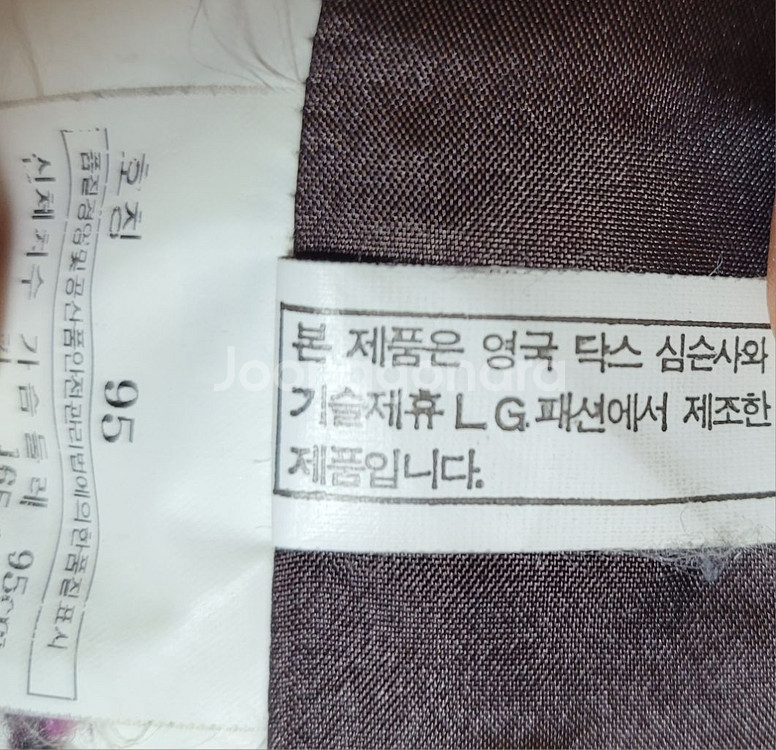 본 제품은 영국 닥스 심슨사와
기술제휴 L G 패션에서 제조한
제품입니다.
호칭 95
품질경영및공산품안전관리법에의한품질표시
신체치수 가슴둘레 95cm
165
Joonggonara